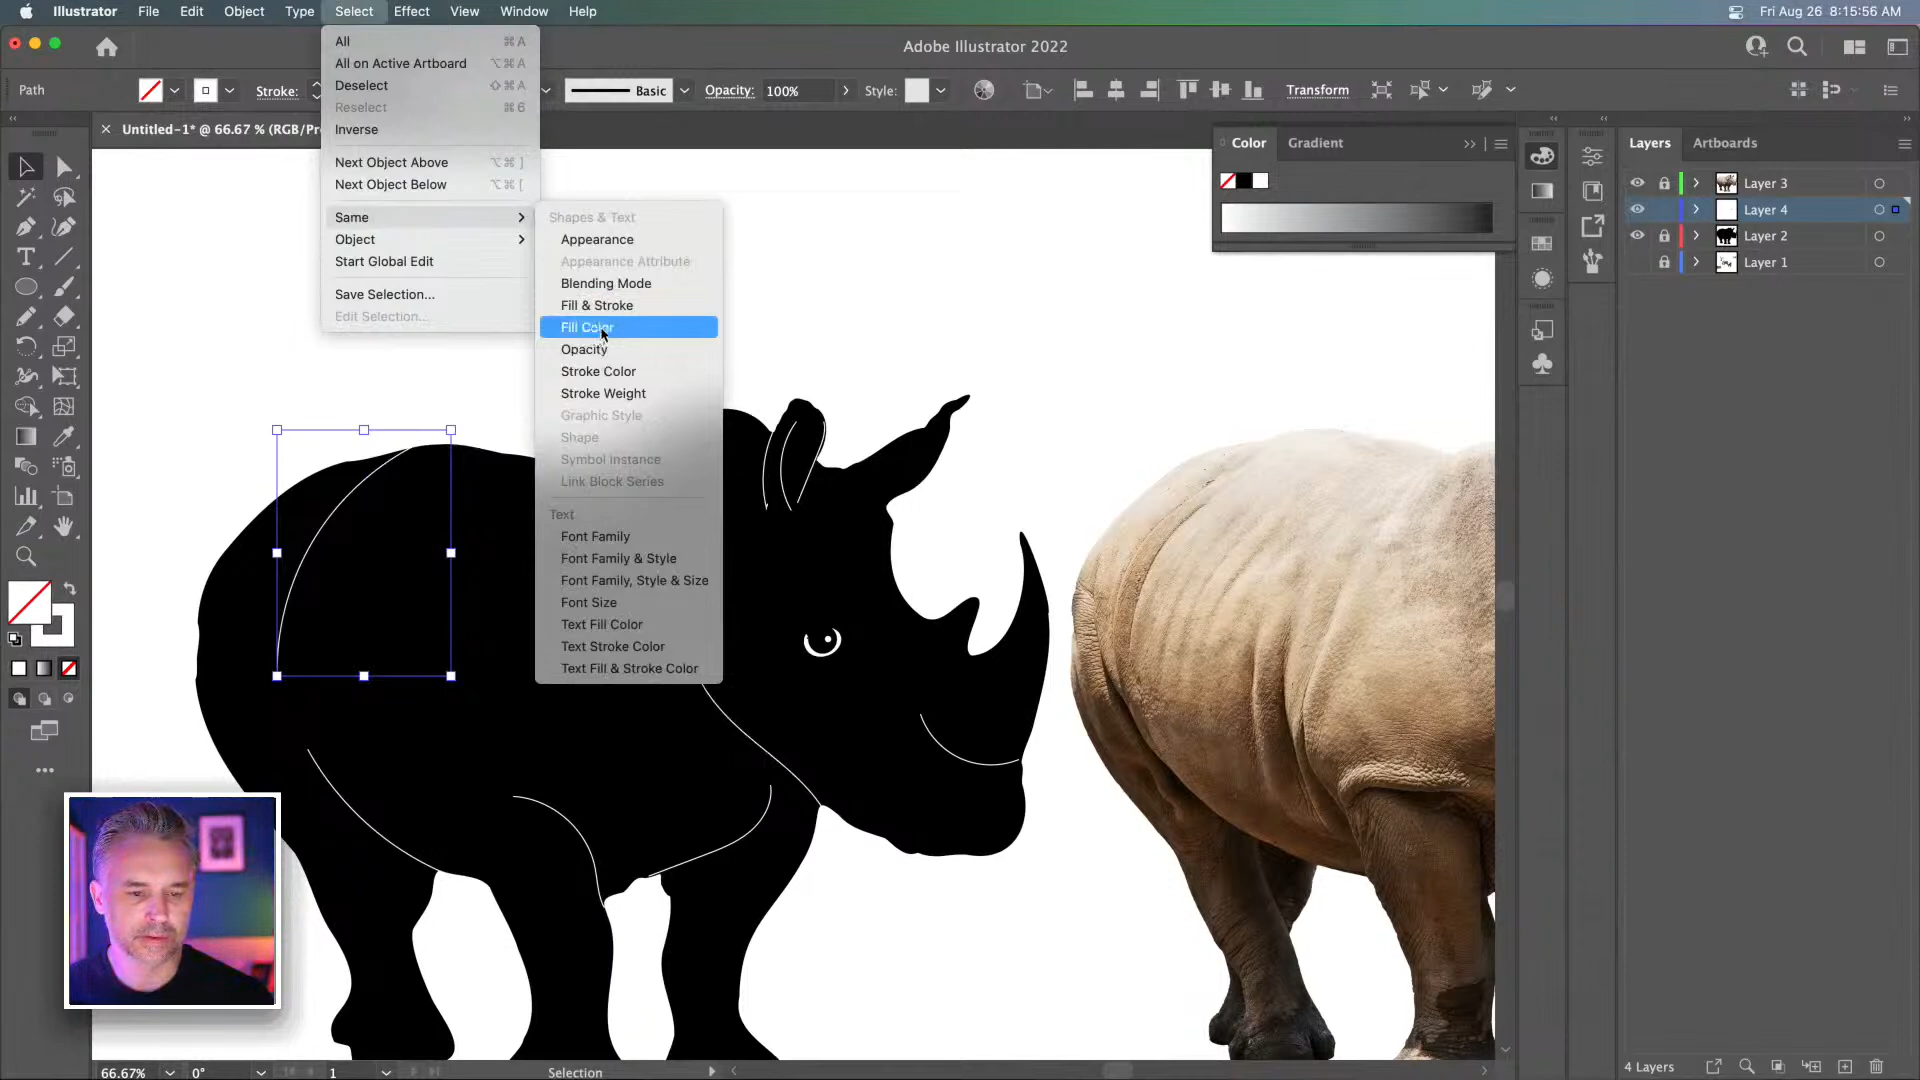 Illustrator File Edit Object Type Select Effect View Window Help
Fri Aug 26 8:15:56 AM
Adobe Illustrator 2022
Path
Stroke:
Basic
Opacity: 100%
Style:
Transform
Untitled-1* @ 66.67 % (RGB/Pr
All ⌘A
All on Active Artboard ⌥⌘A
Deselect ⇧⌘A
Reselect ⌘6
Inverse
Next Object Above ⌥⌘]
Next Object Below ⌥⌘[
Same
Object
Start Global Edit
Save Selection...
Edit Selection...
Shapes & Text
Appearance
Appearance Attribute
Blending Mode
Fill & Stroke
Fill Color
Opacity
Stroke Color
Stroke Weight
Graphic Style
Shape
Symbol Instance
Link Block Series
Text
Font Family
Font Family & Style
Font Family, Style & Size
Font Size
Text Fill Color
Text Stroke Color
Text Fill & Stroke Color
Color Gradient
Layers Artboards
Layer 3
Layer 4
Layer 2
Layer 1
66.67% 0° 1 Selection
4 Layers